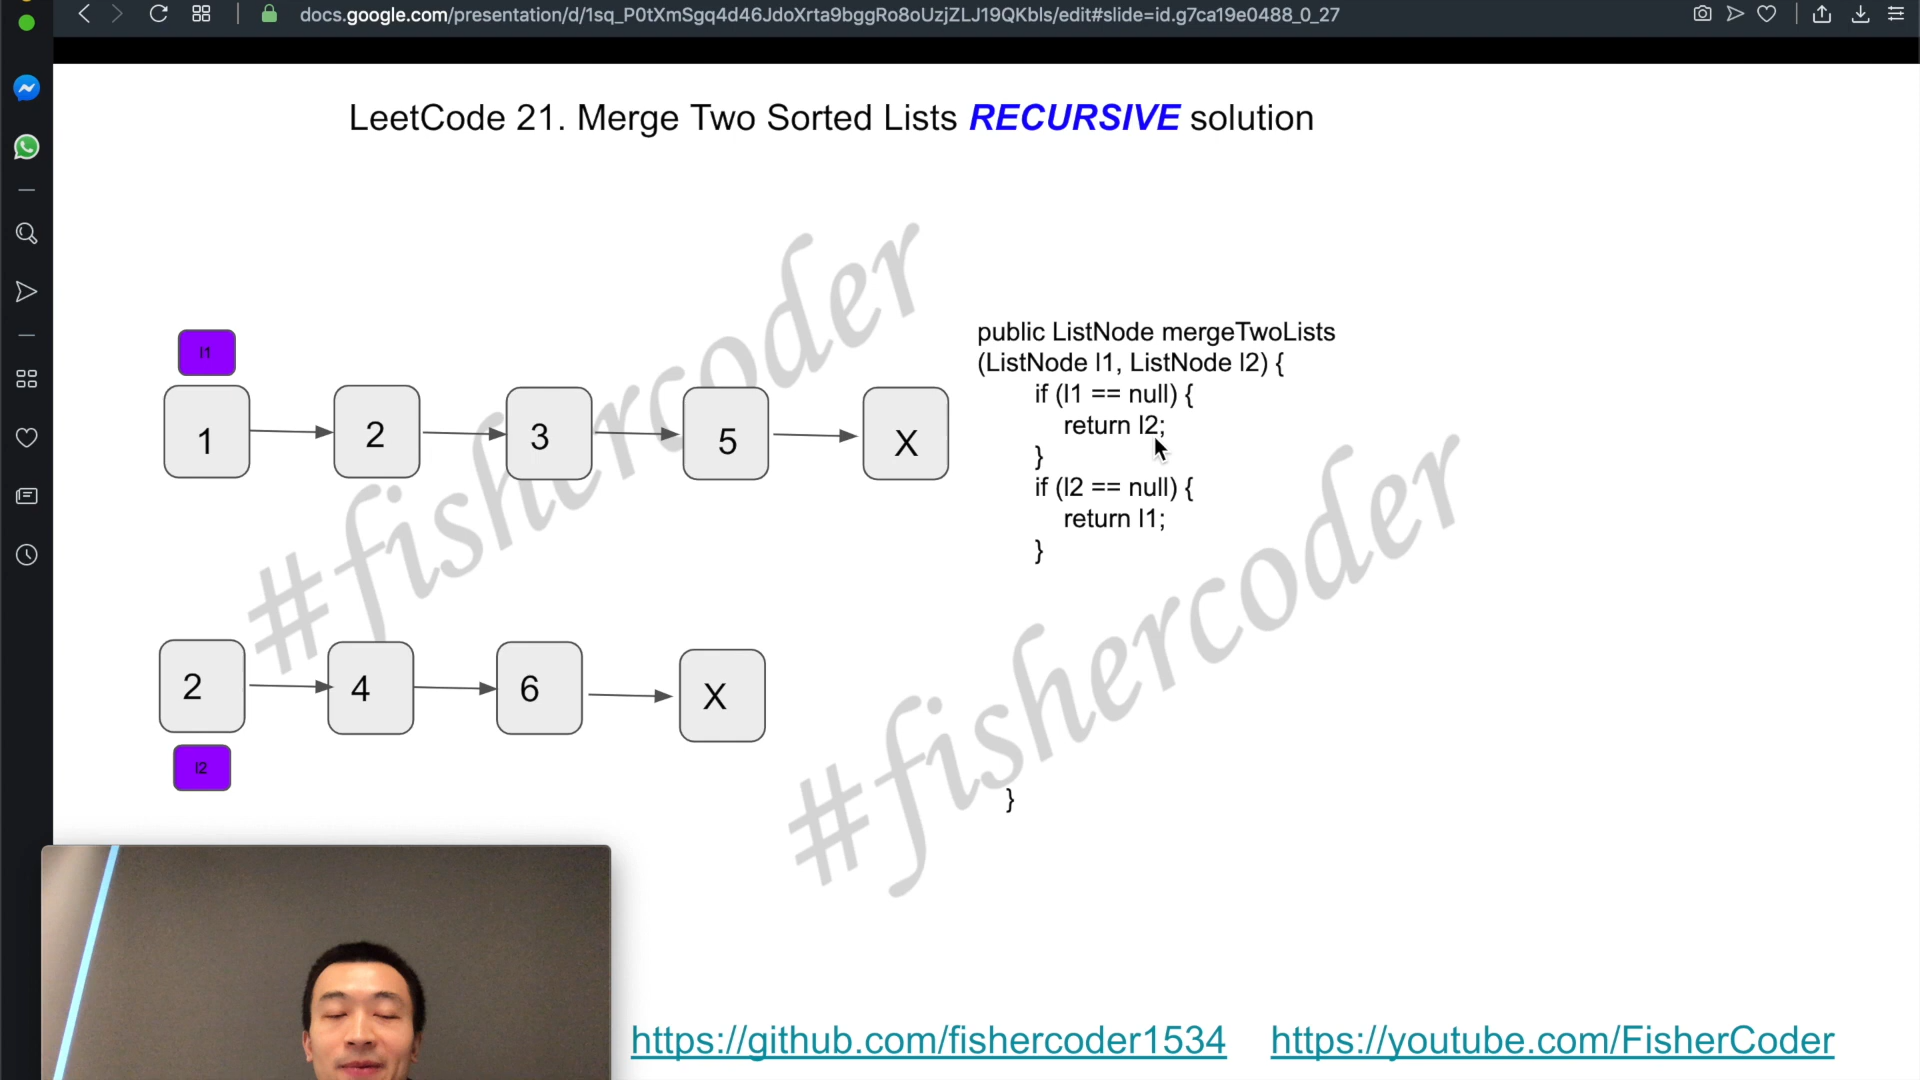 docs.google.com/presentation/d/1sq_P0tXmSgq4d46JdoXrta9bggRo8oUzjZLJ19QKbls/edit#slide=id.g7ca19e0488_0_27
LeetCode 21. Merge Two Sorted Lists RECURSIVE solution
l1
1
2
3
5
X
public ListNode mergeTwoLists
(ListNode l1, ListNode l2) {
if (l1 == null) {
return l2;
}
if (l2 == null) {
return l1;
}
}
2
4
6
X
l2
#fishercoder
#fishercoder
https://github.com/fishercoder1534
https://youtube.com/FisherCoder